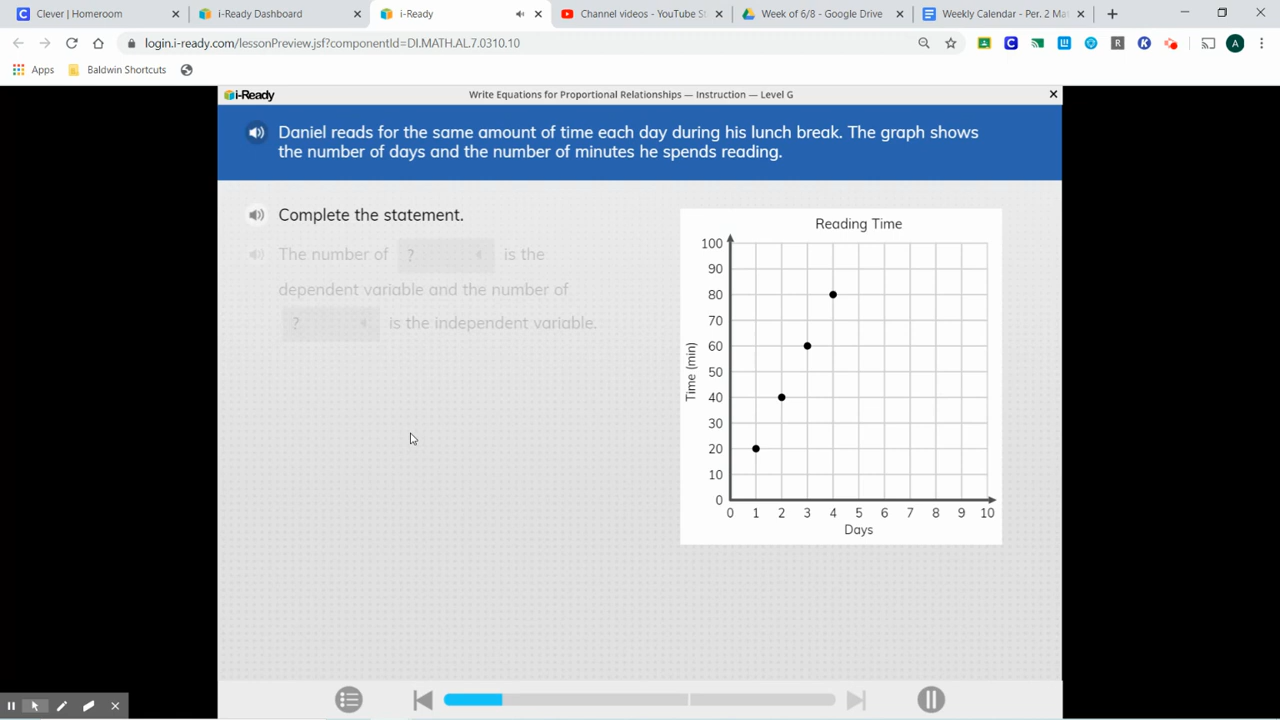 Clever | Homeroom
i-Ready Dashboard
i-Ready
Channel videos - YouTube St
Week of 6/8 - Google Drive
Weekly Calendar - Per. 2 Ma
login.i-ready.com/lessonPreview.jsf?componentId=DI.MATH.AL.7.0310.10
Apps
Baldwin Shortcuts
i-Ready
Write Equations for Proportional Relationships — Instruction — Level G
Daniel reads for the same amount of time each day during his lunch break. The graph shows
the number of days and the number of minutes he spends reading.
Complete the statement.
The number of ? is the
dependent variable and the number of
? is the independent variable.
Reading Time
100
90
80
70
60
50
40
30
20
10
0
Time (min)
0 1 2 3 4 5 6 7 8 9 10
Days